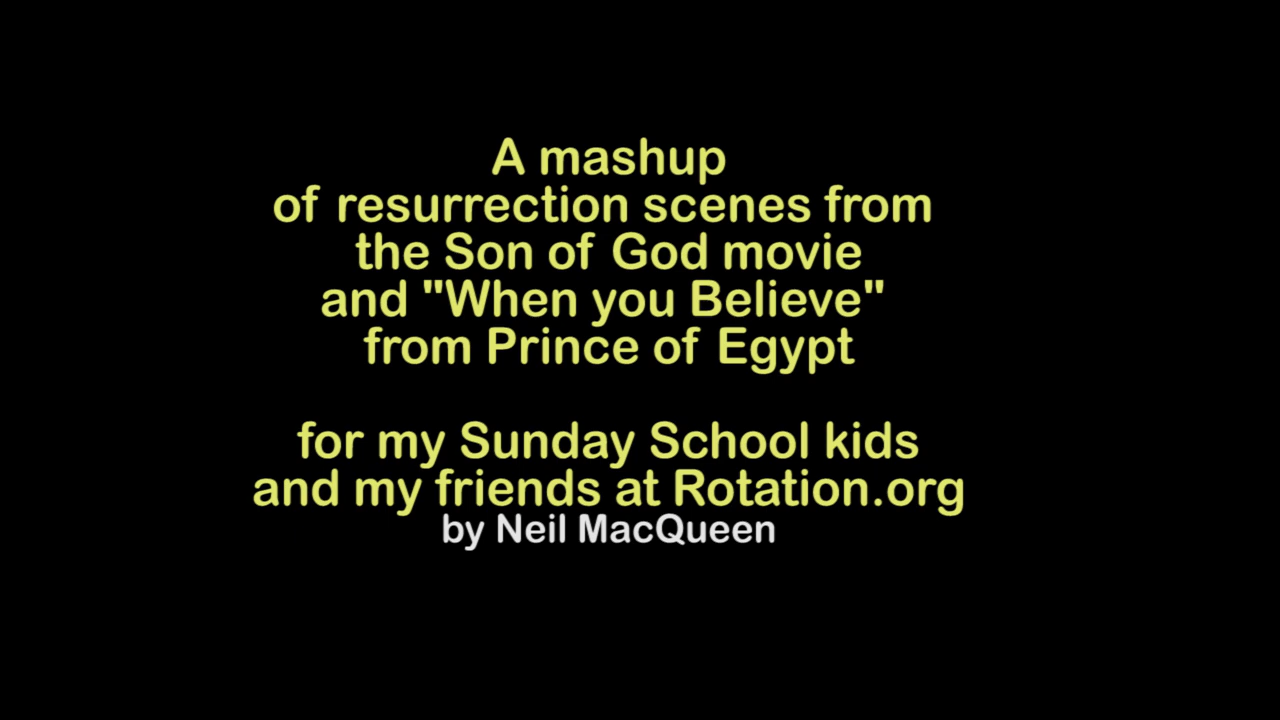 A mashup
of resurrection scenes from
the Son of God movie
and "When you Believe"
from Prince of Egypt
for my Sunday School kids
and my friends at Rotation.org
by Neil MacQueen